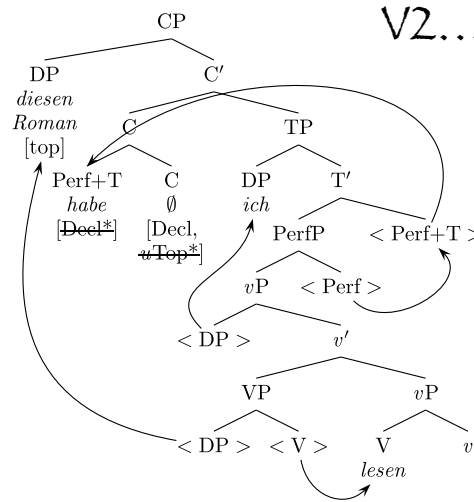 V2...
CP
DP C′
diesen
Roman
[top]
C TP
Perf+T C DP T′
habe ∅ ich
[Decl*] [Decl,
uTop*]
PerfP < Perf+T >
vP < Perf >
< DP > v′
VP vP
< DP > < V > V v
lesen